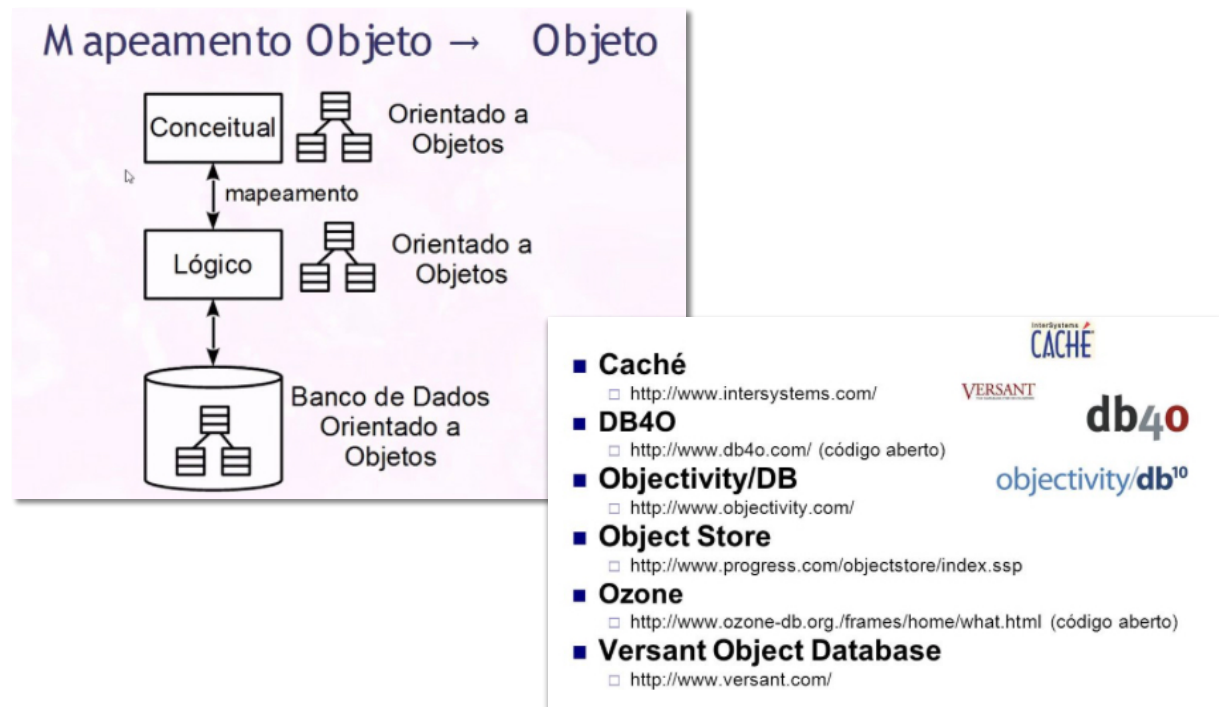 Mapeamento Objeto → Objeto
Conceitual
Orientado a
Objetos
mapeamento
Lógico
Orientado a
Objetos
Banco de Dados
Orientado a
Objetos
InterSystems
CACHÉ
Caché
http://www.intersystems.com/
VERSANT
DB4O
db4o
http://www.db4o.com/ (código aberto)
Objectivity/DB
objectivity/db10
http://www.objectivity.com/
Object Store
http://www.progress.com/objectstore/index.ssp
Ozone
http://www.ozone-db.org./frames/home/what.html (código aberto)
Versant Object Database
http://www.versant.com/